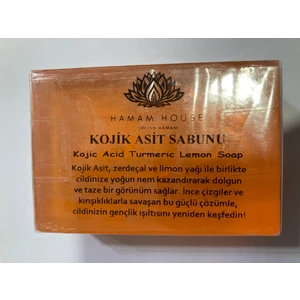 HAMAM HOUSE
KOJİK ASİT SABUNU
Kojic Acid Turmeric Lemon Soap
Kojik Asit, zerdeçal ve limon yağı ile birlikte
cildinize yoğun nem kazandırarak dolgun
ve taze bir görünüm sağlar. İnce çizgiler ve
kırışıklıklarla savaşan bu güçlü çözümle,
cildinizin gençlik ışıltısını yeniden keşfedin!